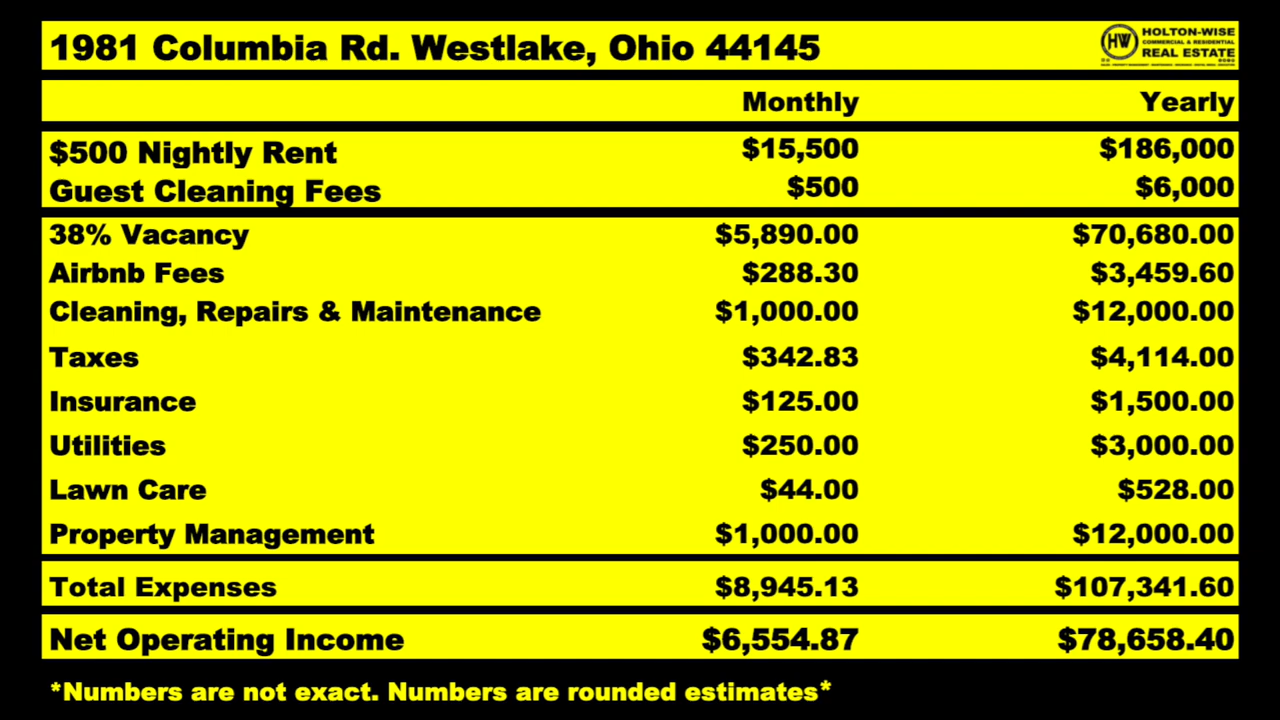 1981 Columbia Rd. Westlake, Ohio 44145
HW
HOLTON-WISE
COMMERCIAL & RESIDENTIAL
REAL ESTATE
Monthly Yearly
$500 Nightly Rent $15,500 $186,000
Guest Cleaning Fees $500 $6,000
38% Vacancy $5,890.00 $70,680.00
Airbnb Fees $288.30 $3,459.60
Cleaning, Repairs & Maintenance $1,000.00 $12,000.00
Taxes $342.83 $4,114.00
Insurance $125.00 $1,500.00
Utilities $250.00 $3,000.00
Lawn Care $44.00 $528.00
Property Management $1,000.00 $12,000.00
Total Expenses $8,945.13 $107,341.60
Net Operating Income $6,554.87 $78,658.40
*Numbers are not exact. Numbers are rounded estimates*